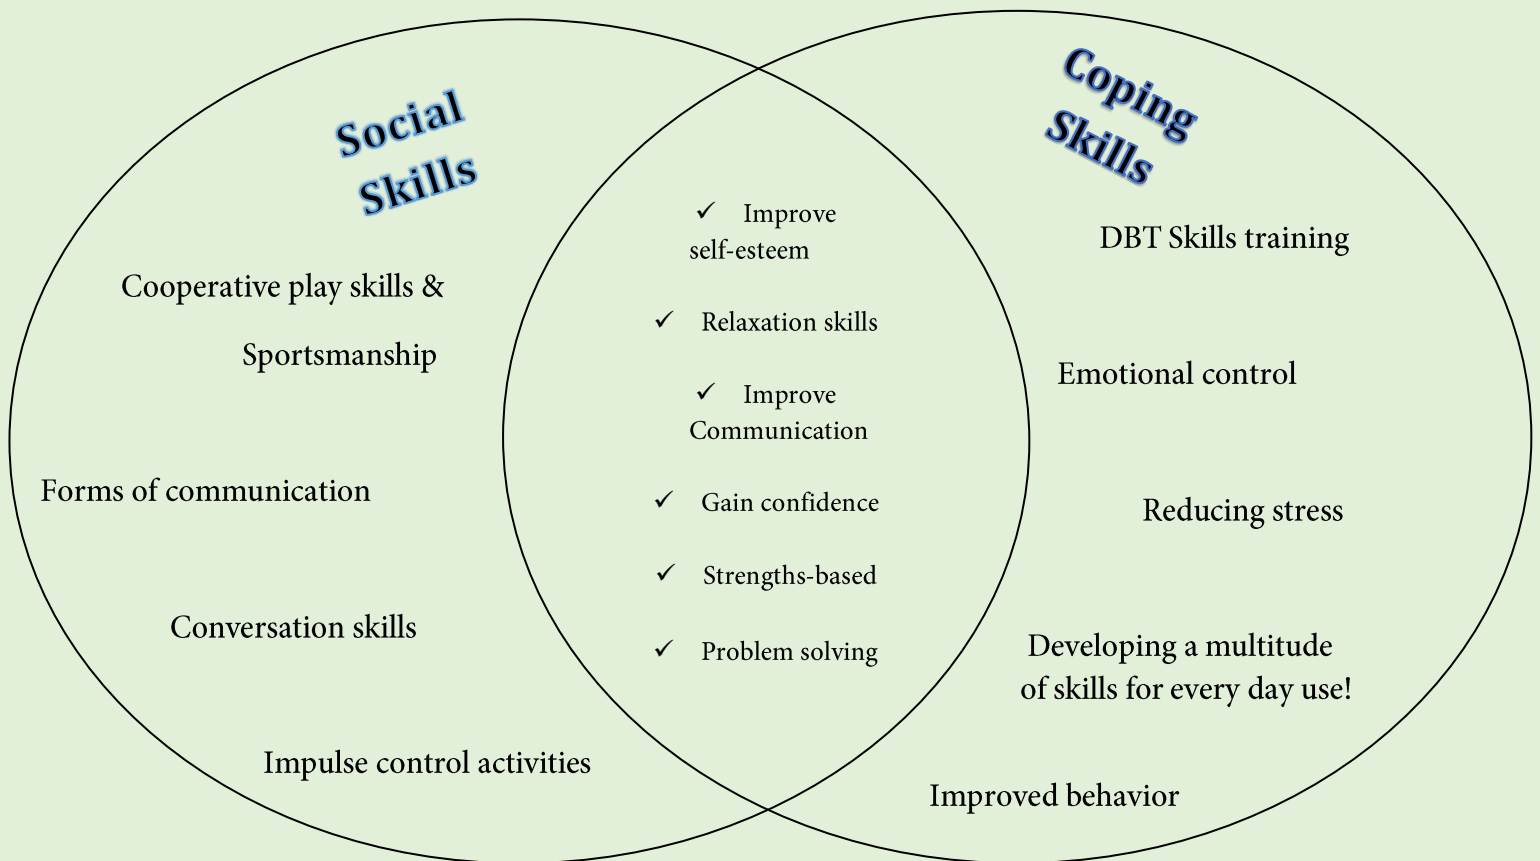 Social
Skills
Cooperative play skills &
Sportsmanship
Forms of communication
Conversation skills
Impulse control activities
✓ Improve
self-esteem
✓ Relaxation skills
✓ Improve
Communication
✓ Gain confidence
✓ Strengths-based
✓ Problem solving
Coping
Skills
DBT Skills training
Emotional control
Reducing stress
Developing a multitude
of skills for every day use!
Improved behavior